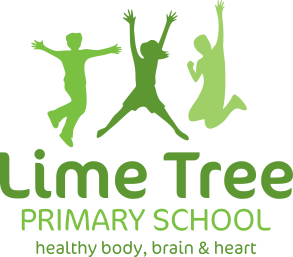 Lime Tree
PRIMARY SCHOOL
healthy body, brain & heart